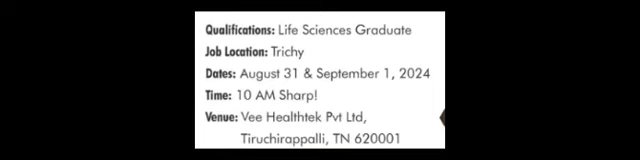 Qualifications: Life Sciences Graduate
Job Location: Trichy
Dates: August 31 & September 1, 2024
Time: 10 AM Sharp!
Venue: Vee Healthtek Pvt Ltd,
Tiruchirappalli, TN 620001